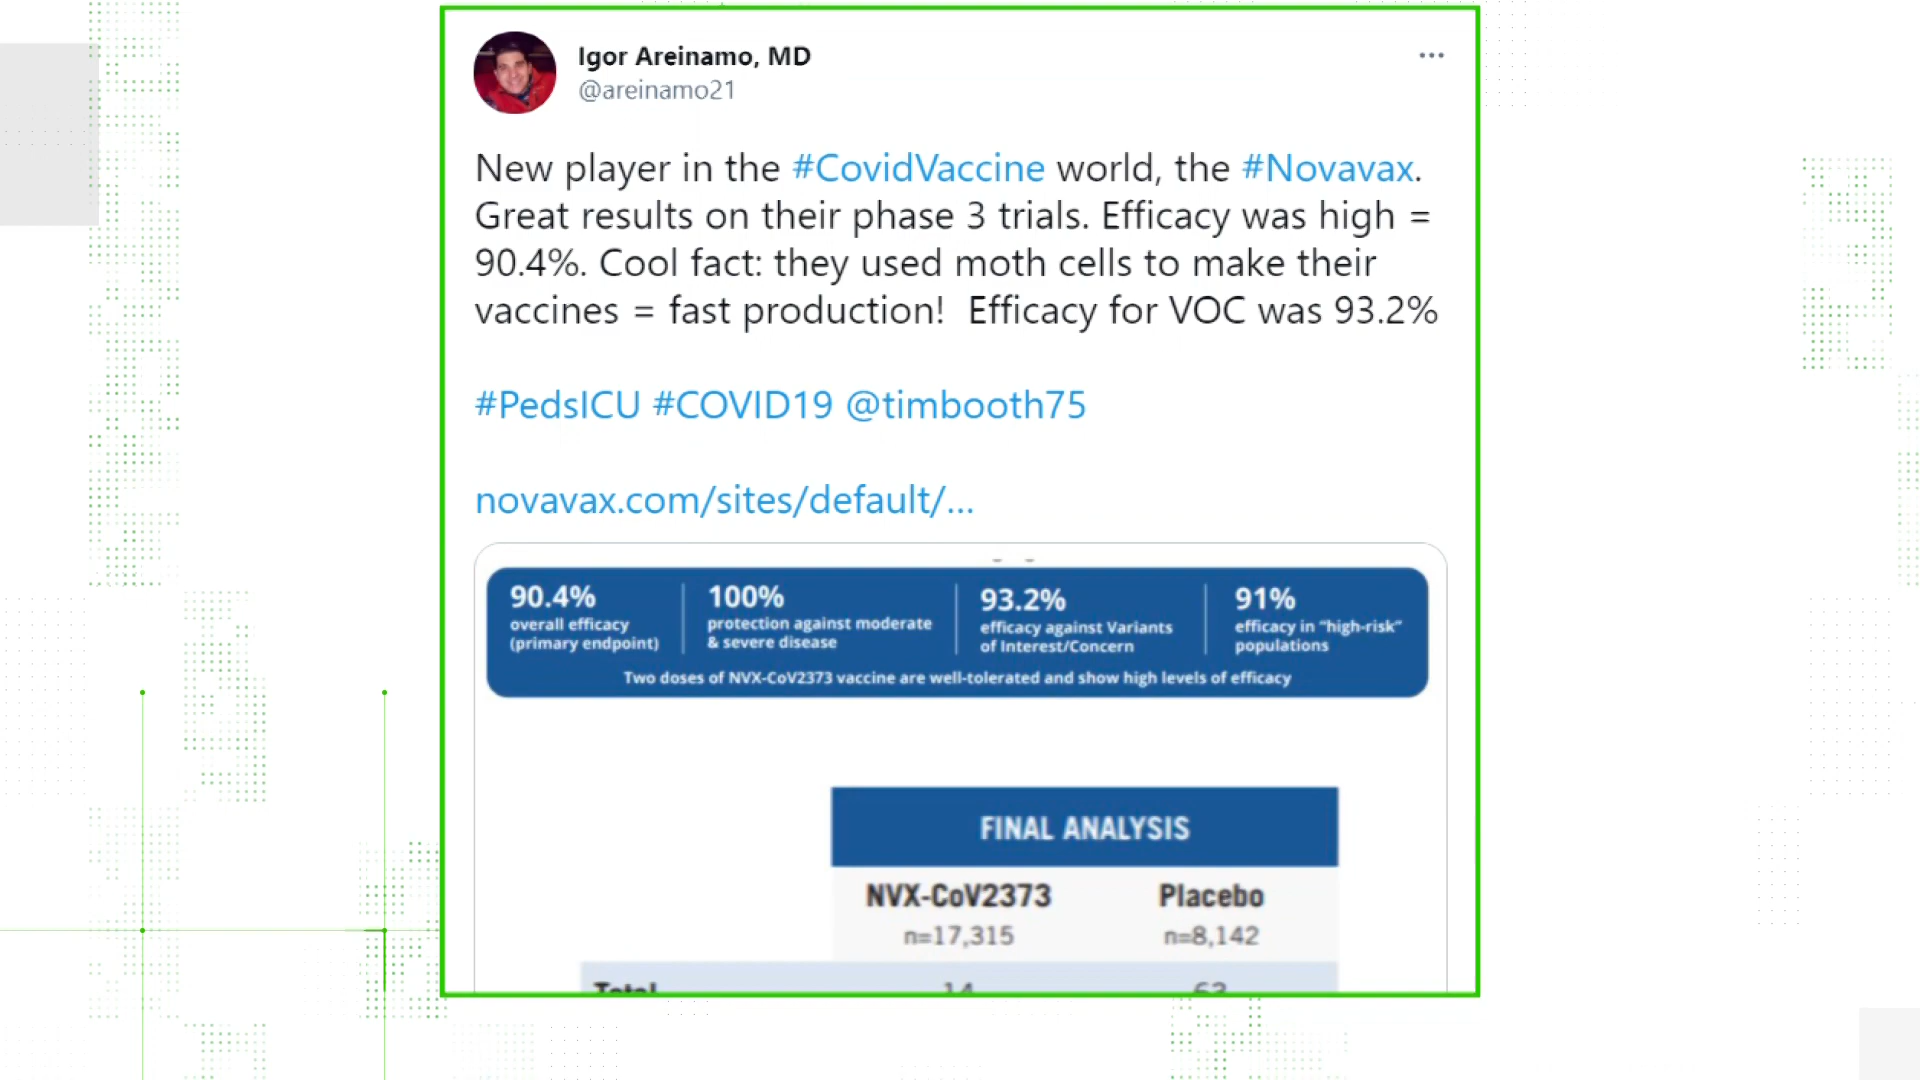 Igor Areinamo, MD
@areinamo21
New player in the #CovidVaccine world, the #Novavax.
Great results on their phase 3 trials. Efficacy was high =
90.4%. Cool fact: they used moth cells to make their
vaccines = fast production!  Efficacy for VOC was 93.2%
#PedsICU #COVID19 @timbooth75
novavax.com/sites/default/...
90.4%
overall efficacy
(primary endpoint)
100%
protection against moderate
& severe disease
93.2%
efficacy against Variants
of Interest/Concern
91%
efficacy in “high-risk”
populations
Two doses of NVX-CoV2373 vaccine are well-tolerated and show high levels of efficacy
FINAL ANALYSIS
NVX-CoV2373 Placebo
n=17,315 n=8,142
Total 14 63